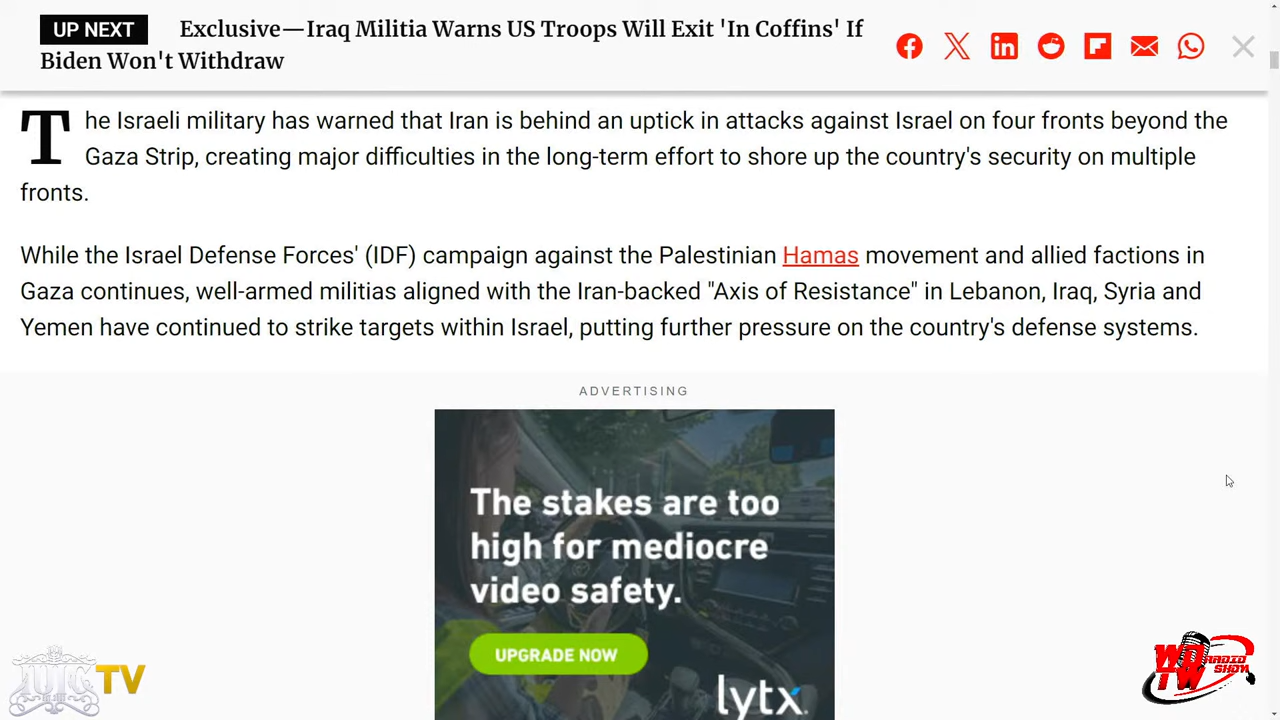 UP NEXT Exclusive—Iraq Militia Warns US Troops Will Exit 'In Coffins' If
Biden Won't Withdraw
The Israeli military has warned that Iran is behind an uptick in attacks against Israel on four fronts beyond the
Gaza Strip, creating major difficulties in the long-term effort to shore up the country's security on multiple
fronts.
While the Israel Defense Forces' (IDF) campaign against the Palestinian Hamas movement and allied factions in
Gaza continues, well-armed militias aligned with the Iran-backed "Axis of Resistance" in Lebanon, Iraq, Syria and
Yemen have continued to strike targets within Israel, putting further pressure on the country's defense systems.
ADVERTISING
The stakes are too
high for mediocre
video safety.
UPGRADE NOW
lytx
IUIC TV
RADIO
SHOW